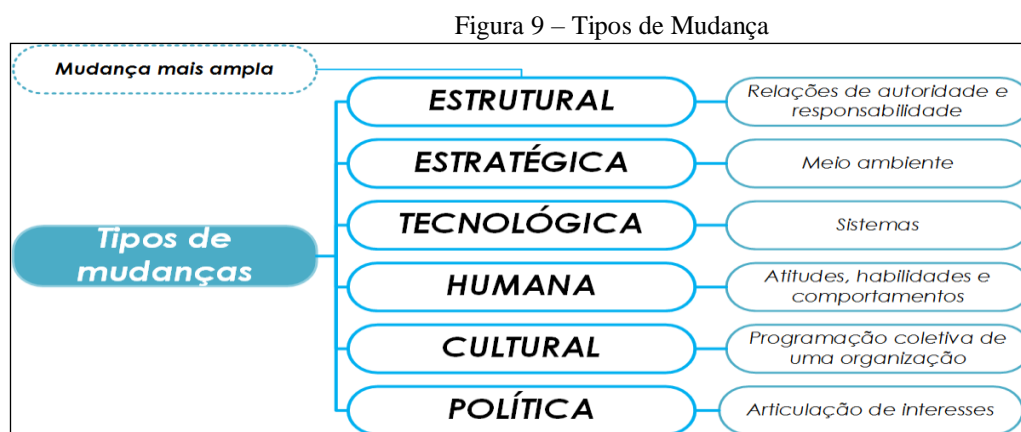 Figura 9 – Tipos de Mudança
Mudança mais ampla
Tipos de
mudanças
ESTRUTURAL
Relações de autoridade e
responsabilidade
ESTRATÉGICA
Meio ambiente
TECNOLÓGICA
Sistemas
HUMANA
Atitudes, habilidades e
comportamentos
CULTURAL
Programação coletiva de
uma organização
POLÍTICA
Articulação de interesses